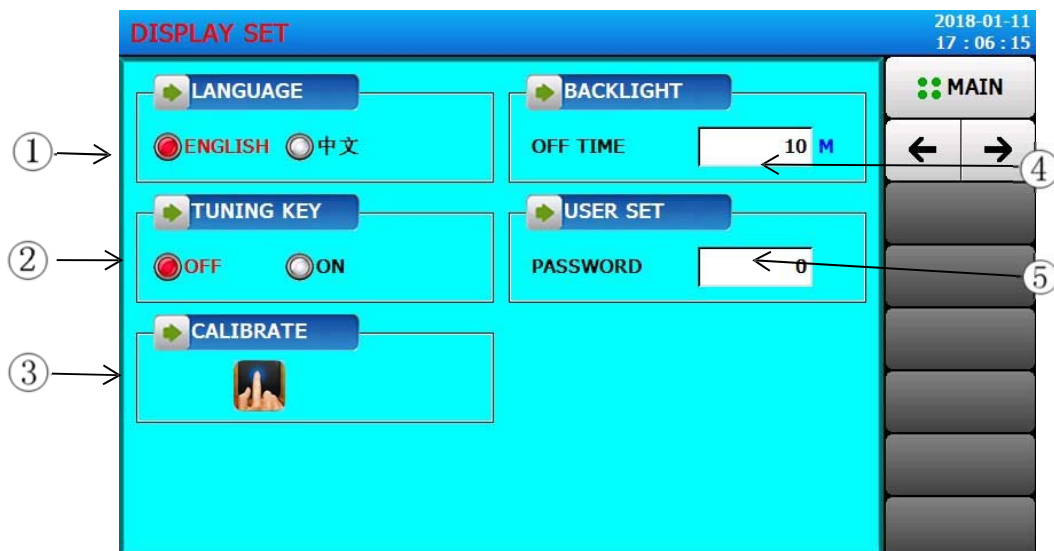 DISPLAY SET
2018-01-11
17 : 06 : 15
LANGUAGE
BACKLIGHT
MAIN
①
ENGLISH 中文
OFF TIME 10 M
← →
④
TUNING KEY
USER SET
②
OFF ON
PASSWORD 0
⑤
CALIBRATE
③